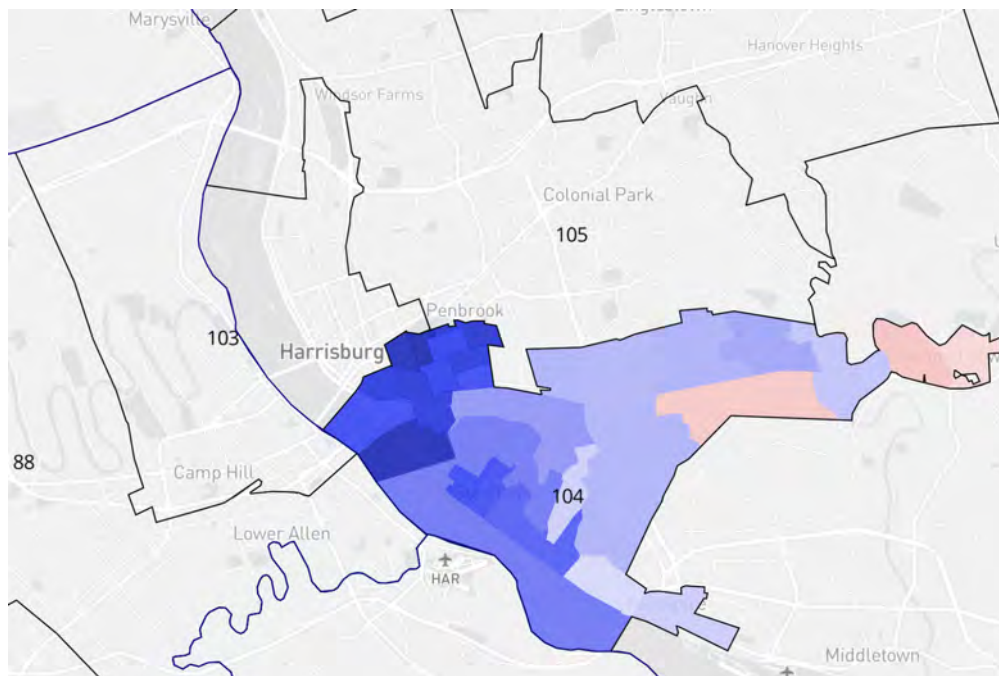 Marysville
Hanover Heights
Windsor Farms
Vaughn
Colonial Park
105
Penbrook
103
Harrisburg
88
Camp Hill
104
Lower Allen
HAR
Middletown